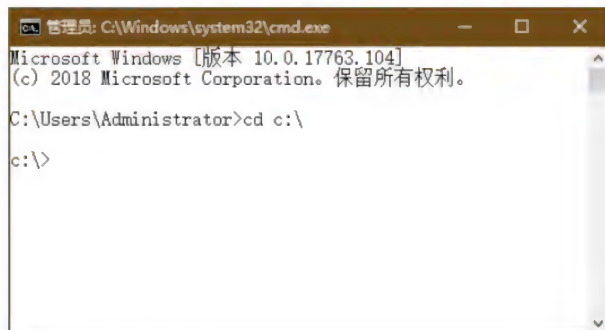 管理员: C:\Windows\system32\cmd.exe
Microsoft Windows [版本 10.0.17763.104]
(c) 2018 Microsoft Corporation。保留所有权利。
C:\Users\Administrator>cd c:\
c:\>